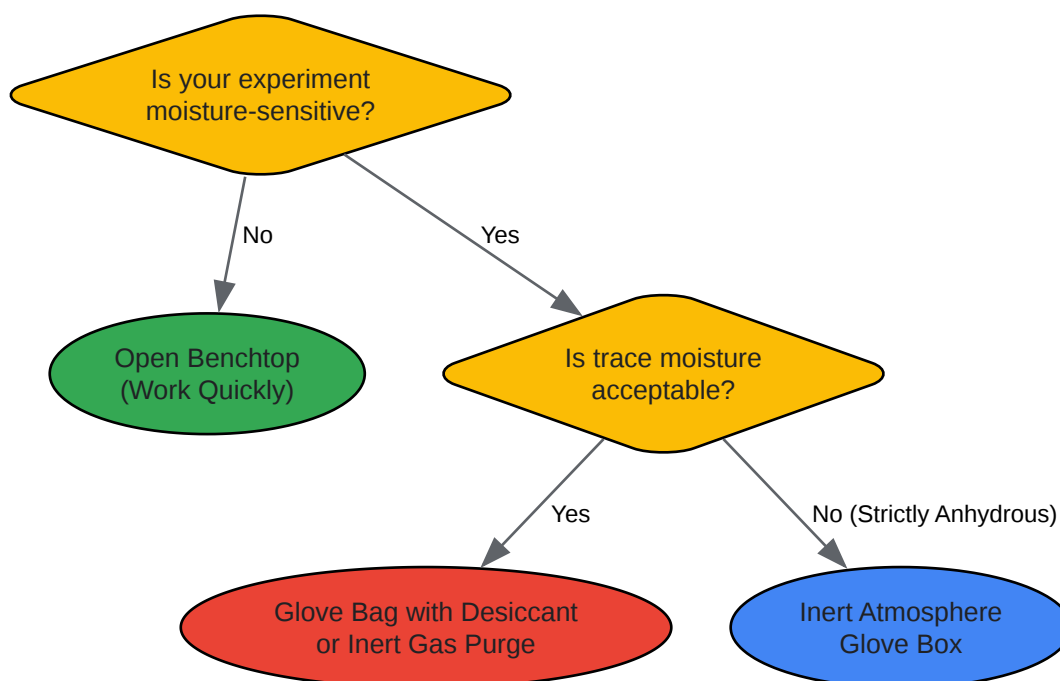 Is your experiment
moisture-sensitive?
No
Yes
Open Benchtop
(Work Quickly)
Is trace moisture
acceptable?
Yes
No (Strictly Anhydrous)
Glove Bag with Desiccant
or Inert Gas Purge
Inert Atmosphere
Glove Box